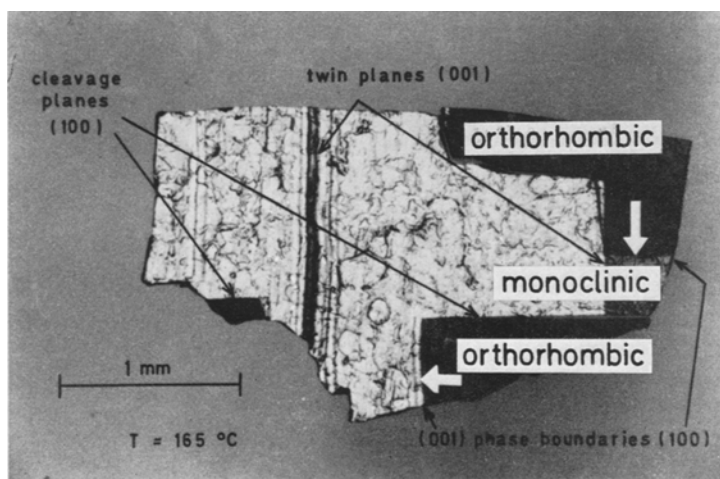 cleavage
planes
(100)
twin planes (001)
orthorhombic
monoclinic
orthorhombic
1 mm
T = 165 °C
(001) phase boundaries (100)